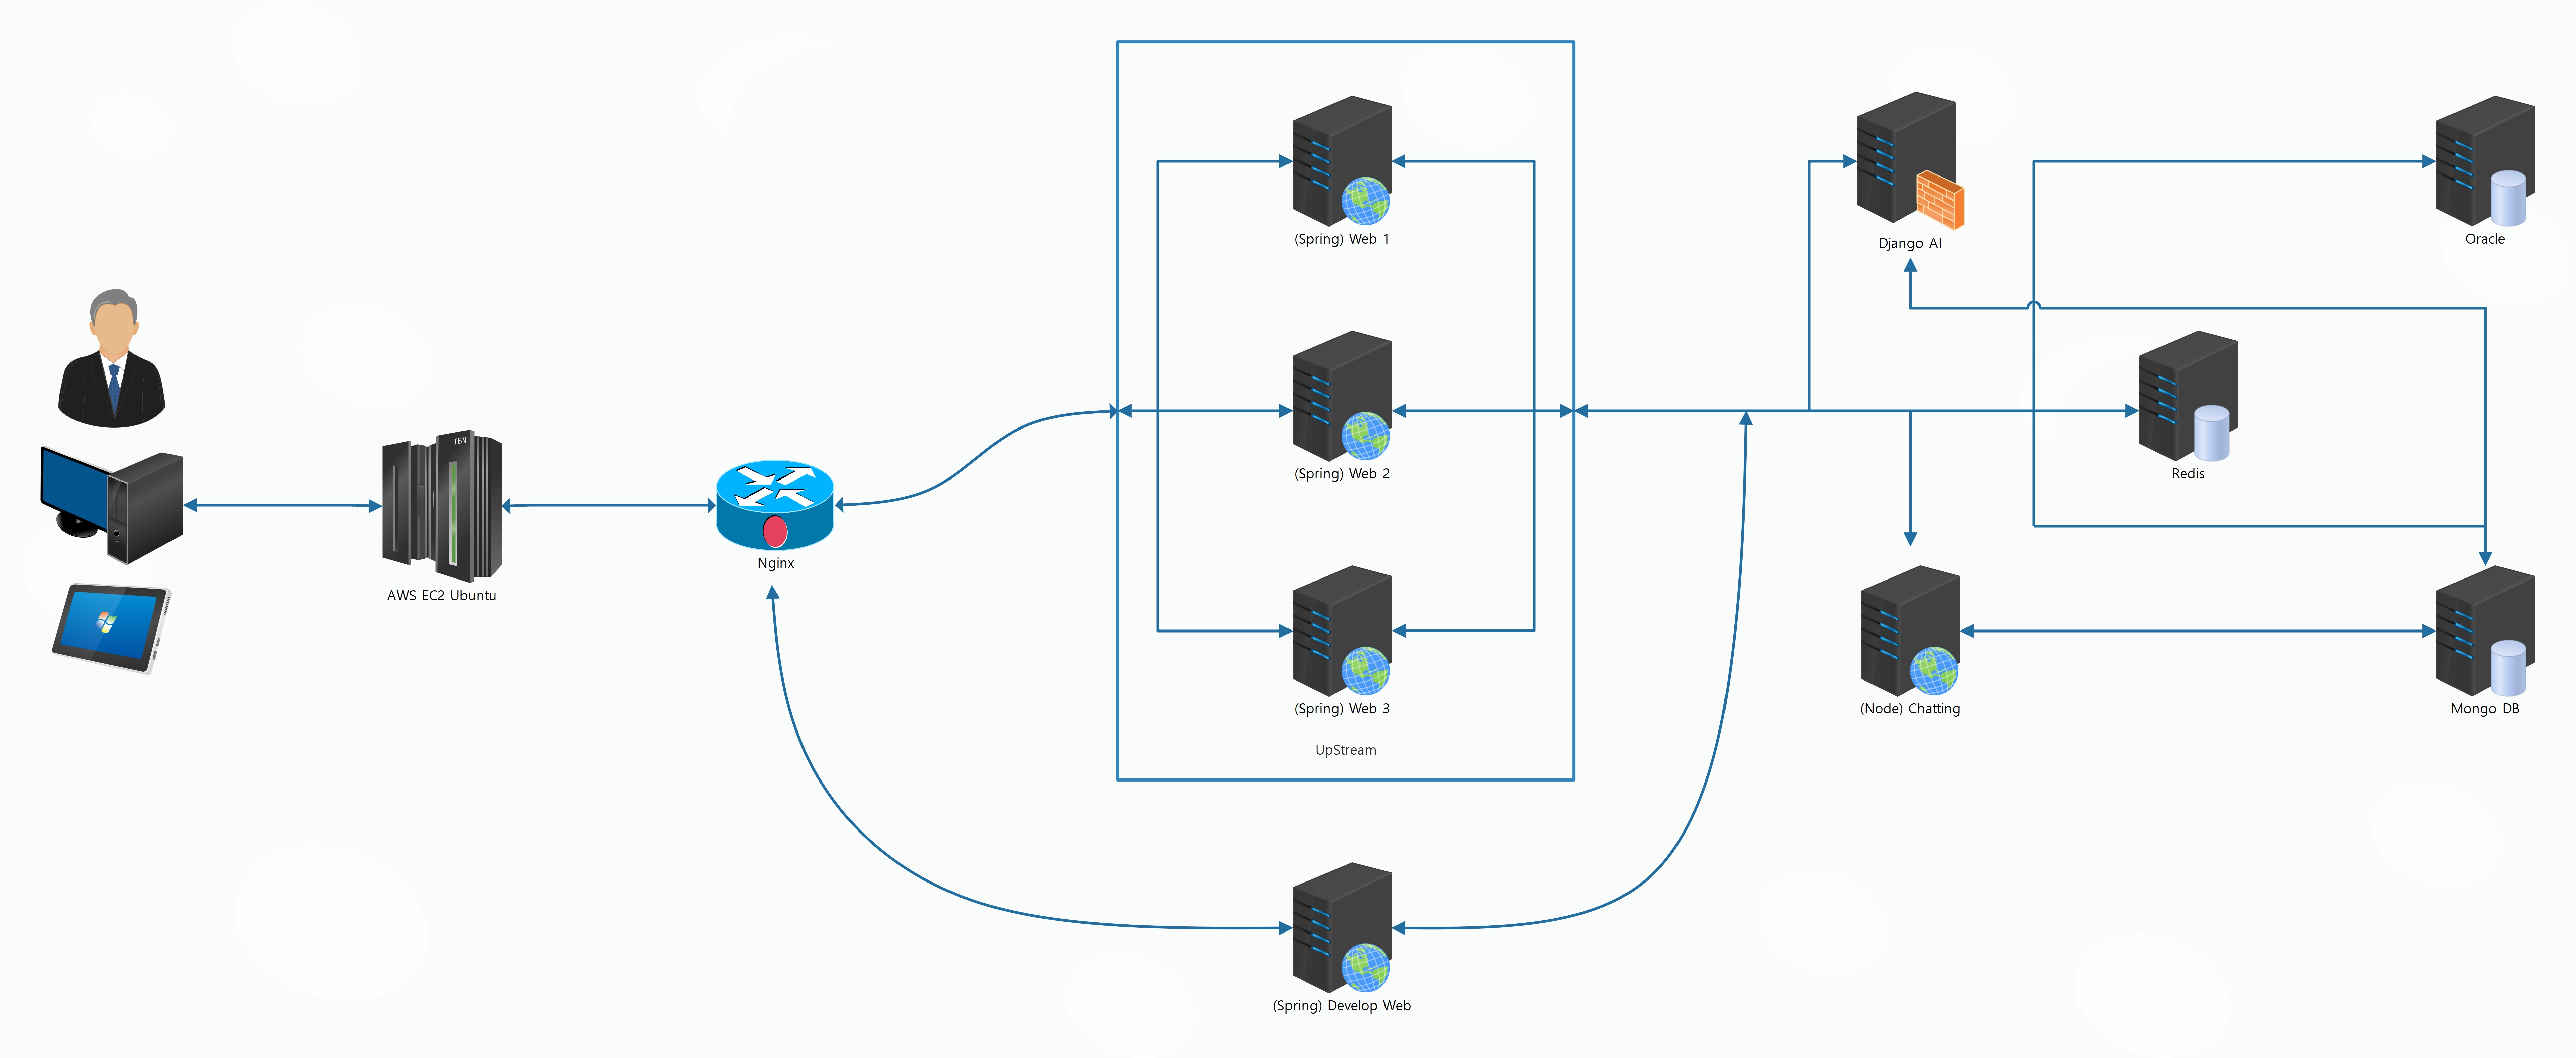 (Spring) Web 1
Django AI
Oracle
IBM
(Spring) Web 2
Redis
Nginx
AWS EC2 Ubuntu
(Spring) Web 3
(Node) Chatting
Mongo DB
UpStream
(Spring) Develop Web